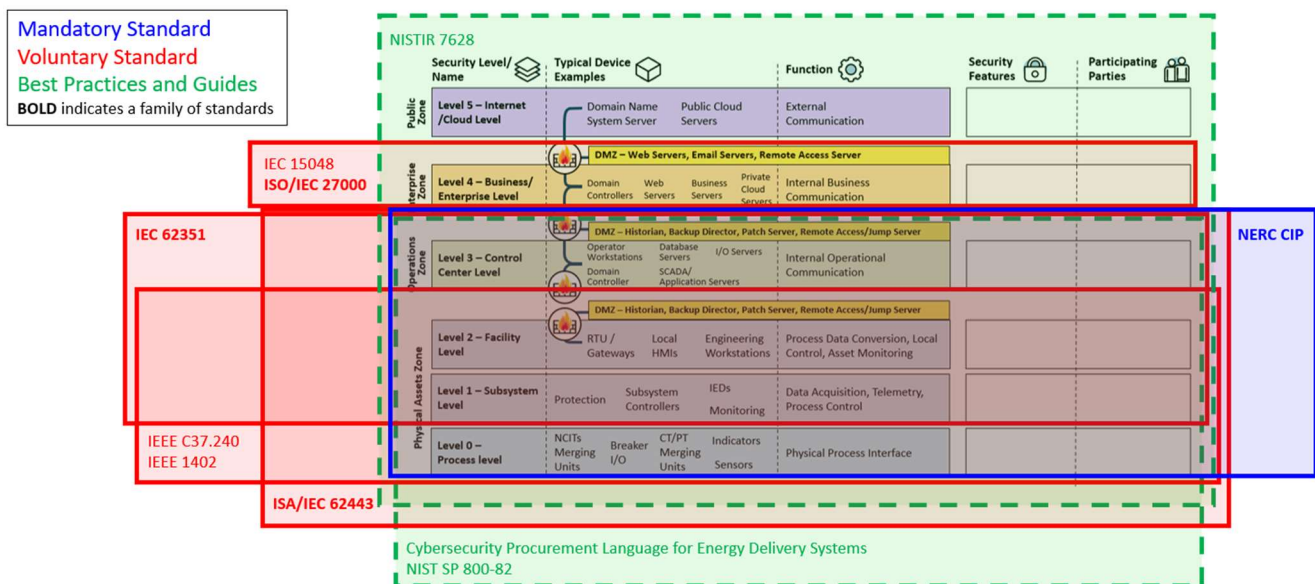 Mandatory Standard
Voluntary Standard
Best Practices and Guides
BOLD indicates a family of standards
NISTIR 7628
Security Level/
Name
Typical Device
Examples
Function
Security
Features
Participating
Parties
Public
Zone
Level 5 – Internet
/Cloud Level
Domain Name
System Server
Public Cloud
Servers
External
Communication
IEC 15048
ISO/IEC 27000
DMZ – Web Servers, Email Servers, Remote Access Server
Enterprise
Zone
Level 4 – Business/
Enterprise Level
Domain
Controllers
Web
Servers
Business
Servers
Private
Cloud
Servers
Internal Business
Communication
IEC 62351
NERC CIP
DMZ – Historian, Backup Director, Patch Server, Remote Access/Jump Server
Operations
Zone
Level 3 – Control
Center Level
Operator
Workstations
Database
Servers
I/O Servers
Domain
Controller
SCADA/
Application Servers
Internal Operational
Communication
DMZ – Historian, Backup Director, Patch Server, Remote Access/Jump Server
Physical Assets Zone
Level 2 – Facility
Level
RTU /
Gateways
Local
HMIs
Engineering
Workstations
Process Data Conversion, Local
Control, Asset Monitoring
Level 1 – Subsystem
Level
Protection
Subsystem
Controllers
IEDs
Monitoring
Data Acquisition, Telemetry,
Process Control
IEEE C37.240
IEEE 1402
Level 0 –
Process level
NCITs
Merging
Units
Breaker
I/O
CT/PT
Merging
Units
Indicators
Sensors
Physical Process Interface
ISA/IEC 62443
Cybersecurity Procurement Language for Energy Delivery Systems
NIST SP 800-82